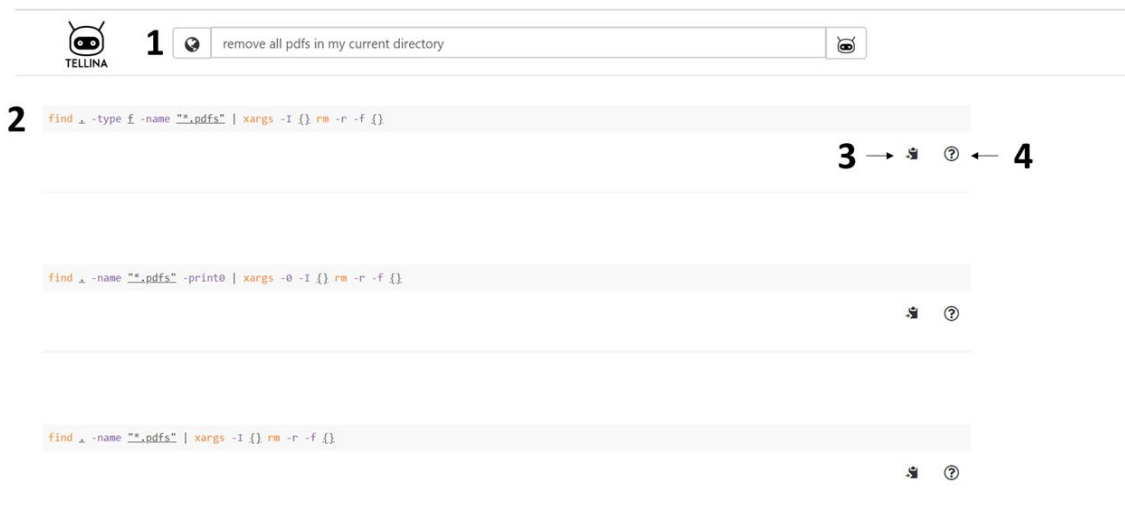 TELLINA
1
remove all pdfs in my current directory
2
find . -type f -name "*.pdfs" | xargs -I {} rm -r -f {}
3
4
find . -name "*.pdfs" -print0 | xargs -0 -I {} rm -r -f {}
find . -name "*.pdfs" | xargs -I {} rm -r -f {}